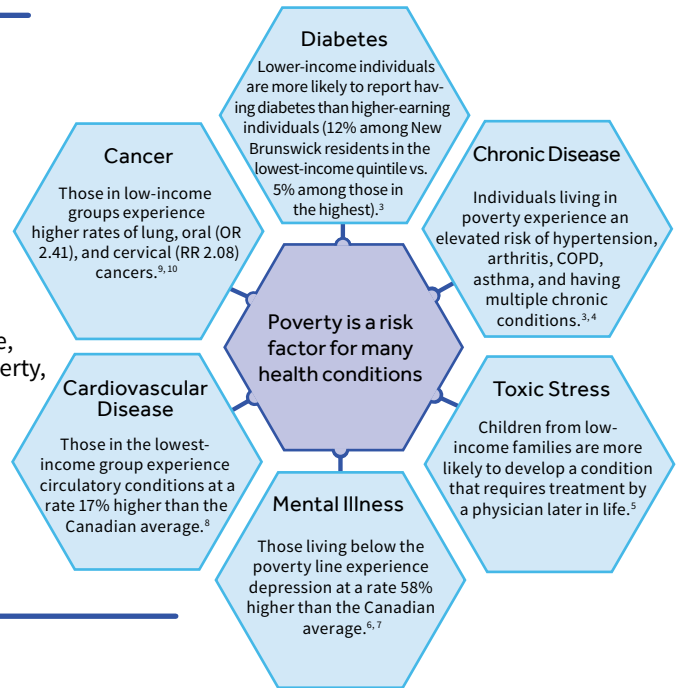 Diabetes
Lower-income individuals
are more likely to report hav-
ing diabetes than higher-earning
individuals (12% among New
Brunswick residents in the
lowest-income quintile vs.
5% among those in
the highest).³
Cancer
Those in low-income
groups experience
higher rates of lung, oral (OR
2.41), and cervical (RR 2.08)
cancers.⁹,¹⁰
Chronic Disease
Individuals living in
poverty experience an
elevated risk of hypertension,
arthritis, COPD,
asthma, and having
multiple chronic
conditions.³,⁴
Poverty is a risk
factor for many
health conditions
e,
erty,
Cardiovascular
Disease
Those in the lowest-
income group experience
circulatory conditions at a
rate 17% higher than the
Canadian average.⁸
Toxic Stress
Children from low-
income families are more
likely to develop a condition
that requires treatment by
a physician later in life.⁵
Mental Illness
Those living below the
poverty line experience
depression at a rate 58%
higher than the Canadian
average.⁶,⁷